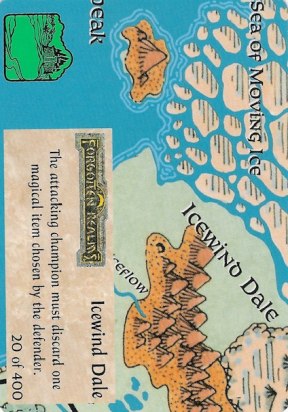 Sea of Moving Ice
peak
Icewind Dale
iceflow
FORGOTTEN REALMS
Icewind Dale
The attacking champion must discard one
magical item chosen by the defender.
20 of 400